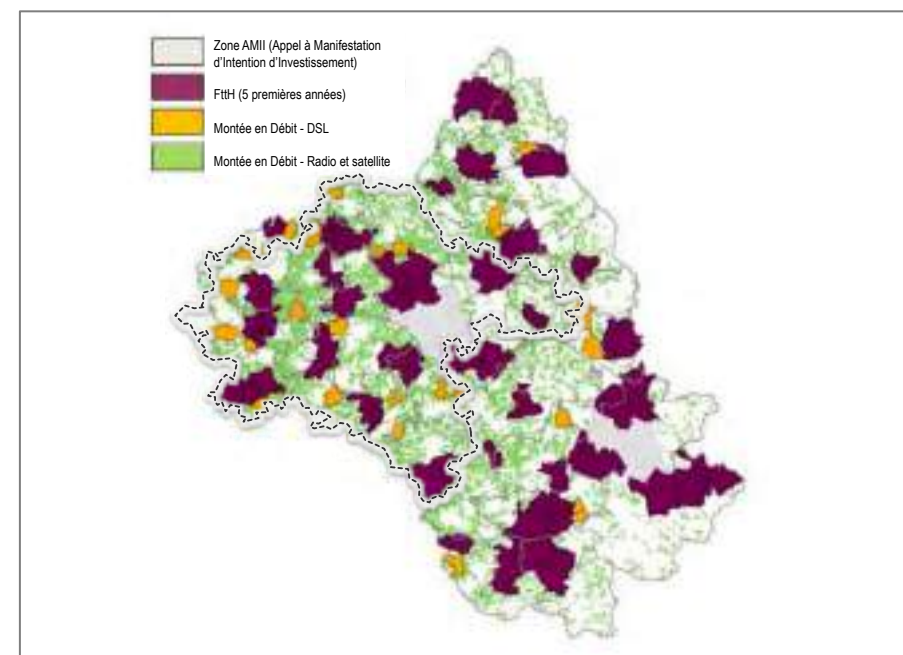 Zone AMII (Appel à Manifestation
d'Intention d'Investissement)
FttH (5 premières années)
Montée en Débit - DSL
Montée en Débit - Radio et satellite